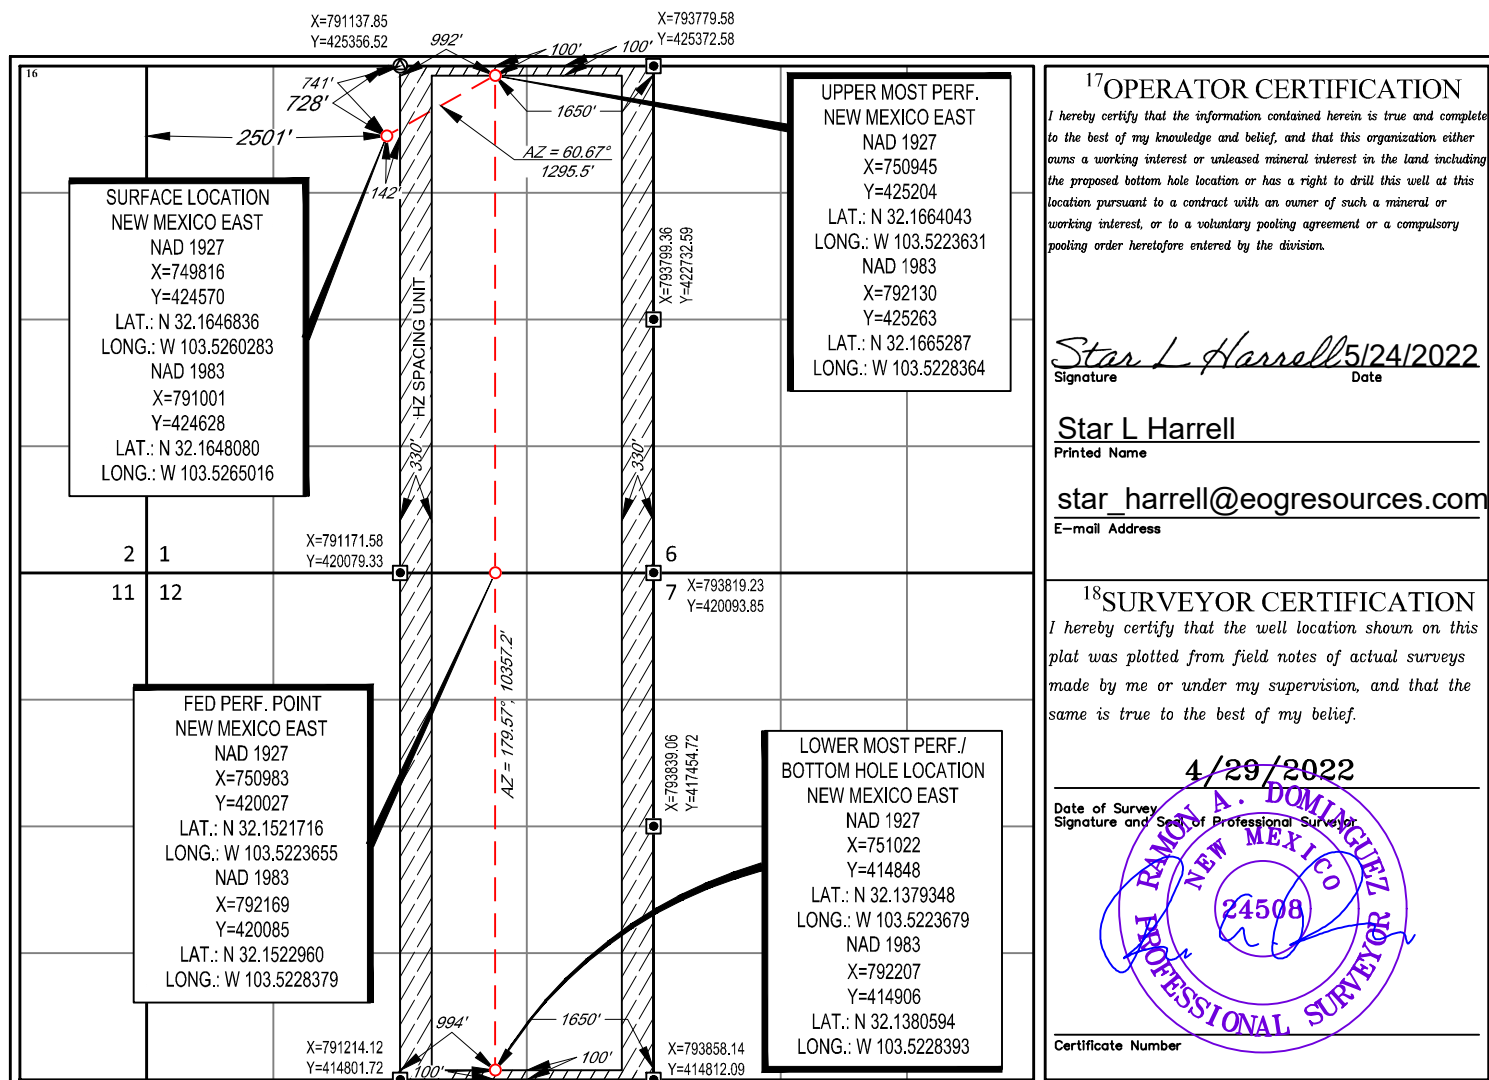 X=791137.85
Y=425356.52
992'
100'
100'
X=793779.58
Y=425372.58
16
741'
728'
2501'
142'
1650'
AZ = 60.67°
1295.5'
SURFACE LOCATION
NEW MEXICO EAST
NAD 1927
X=749816
Y=424570
LAT.: N 32.1646836
LONG.: W 103.5260283
NAD 1983
X=791001
Y=424628
LAT.: N 32.1648080
LONG.: W 103.5265016
UPPER MOST PERF.
NEW MEXICO EAST
NAD 1927
X=750945
Y=425204
LAT.: N 32.1664043
LONG.: W 103.5223631
NAD 1983
X=792130
Y=425263
LAT.: N 32.1665287
LONG.: W 103.5228364
X=793799.36
Y=422732.59
HZ SPACING UNIT
330'
330'
X=791171.58
Y=420079.33
2
1
11
12
6
7
X=793819.23
Y=420093.85
AZ = 179.57°, 10357.2'
FED PERF. POINT
NEW MEXICO EAST
NAD 1927
X=750983
Y=420027
LAT.: N 32.1521716
LONG.: W 103.5223655
NAD 1983
X=792169
Y=420085
LAT.: N 32.1522960
LONG.: W 103.5228379
X=793839.06
Y=417454.72
LOWER MOST PERF./
BOTTOM HOLE LOCATION
NEW MEXICO EAST
NAD 1927
X=751022
Y=414848
LAT.: N 32.1379348
LONG.: W 103.5223679
NAD 1983
X=792207
Y=414906
LAT.: N 32.1380594
LONG.: W 103.5228393
X=791214.12
Y=414801.72
994'
100'
1650'
100'
X=793858.14
Y=414812.09
17OPERATOR CERTIFICATION
I hereby certify that the information contained herein is true and complete
to the best of my knowledge and belief, and that this organization either
owns a working interest or unleased mineral interest in the land including
the proposed bottom hole location or has a right to drill this well at this
location pursuant to a contract with an owner of such a mineral or
working interest, or to a voluntary pooling agreement or a compulsory
pooling order heretofore entered by the division.
Star L Harrell 5/24/2022
Signature Date
Star L Harrell
Printed Name
star_harrell@eogresources.com
E-mail Address
18SURVEYOR CERTIFICATION
I hereby certify that the well location shown on this
plat was plotted from field notes of actual surveys
made by me or under my supervision, and that the
same is true to the best of my belief.
4/29/2022
Date of Survey
Signature and Seal of Professional Surveyor
RAMON A. DOMINGUEZ
NEW MEXICO
24508
PROFESSIONAL SURVEYOR
Certificate Number